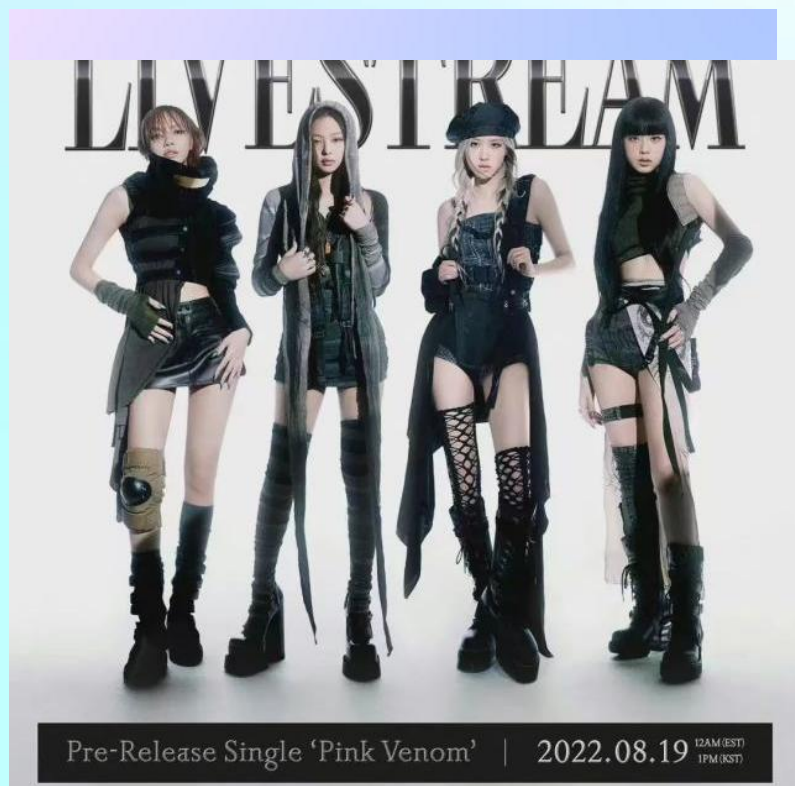 LIVESTREAM
Pre-Release Single ‘Pink Venom’ | 2022.08.19 12AM (EST)
1PM (KST)